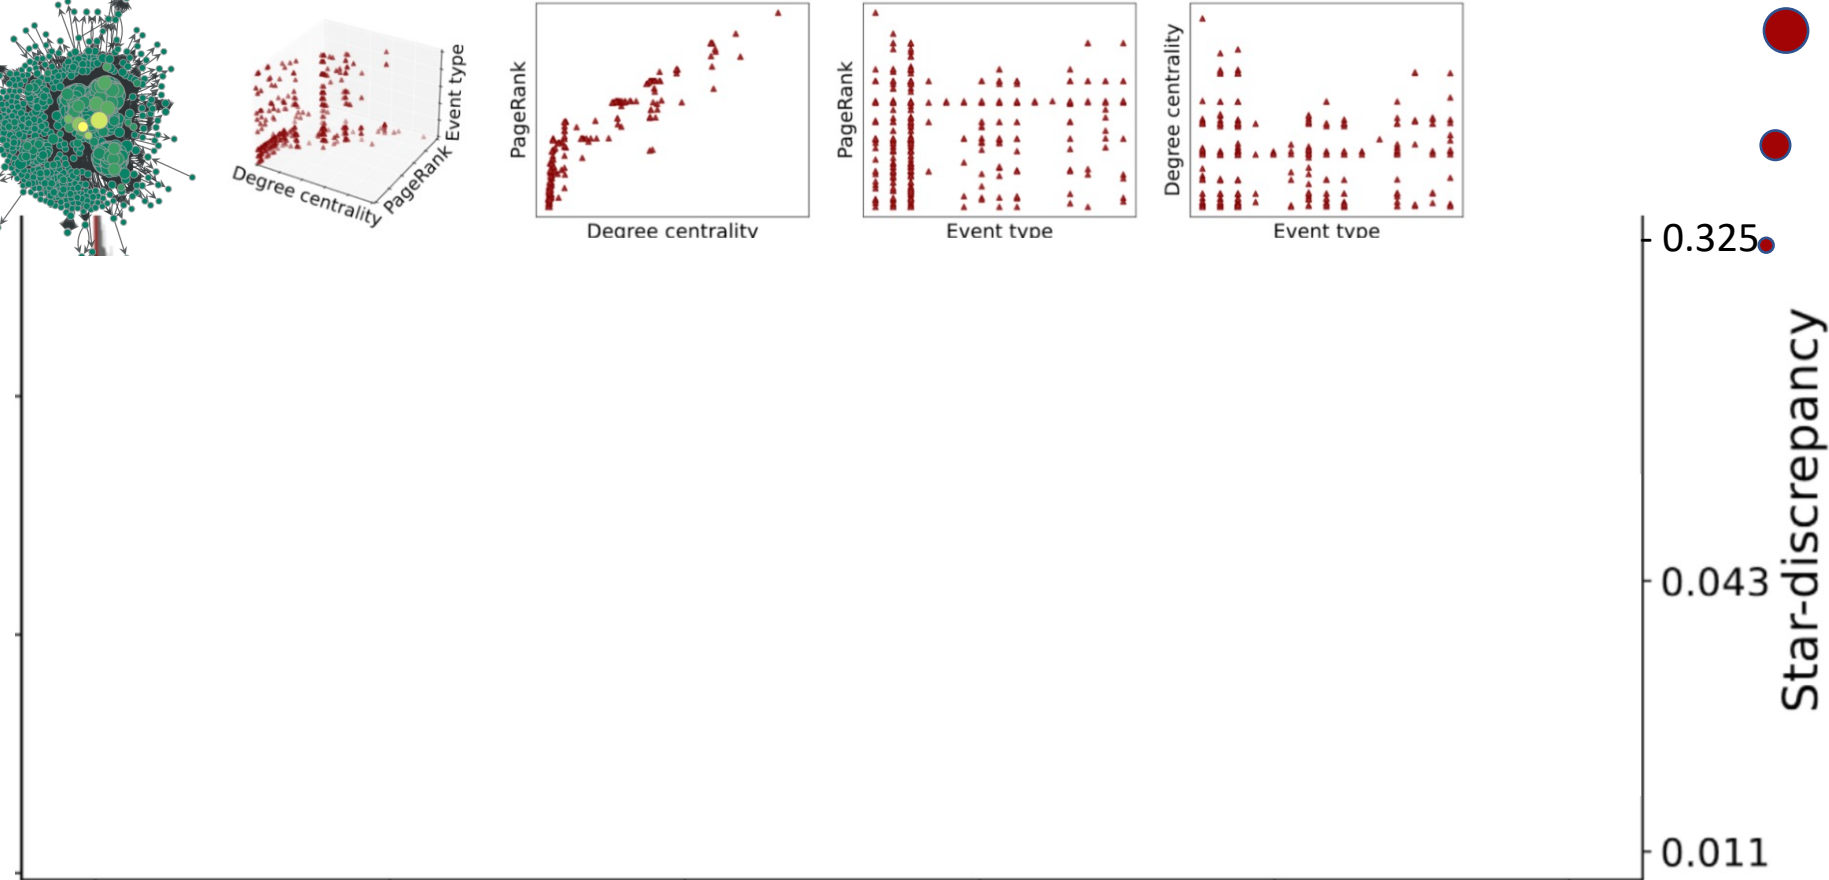 Degree centrality
PageRank
Event type
PageRank
Degree centrality
PageRank
Event type
Degree centrality
Event type
0.325
0.043
0.011
Star-discrepancy